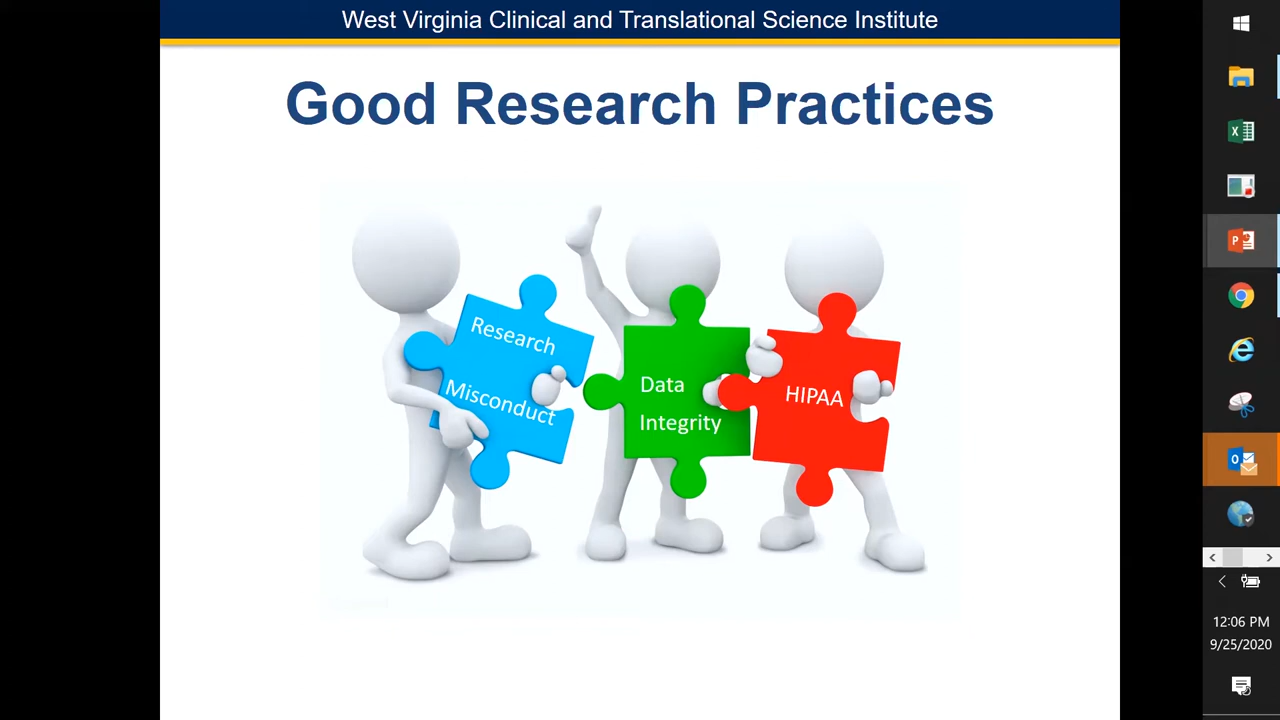 West Virginia Clinical and Translational Science Institute
Good Research Practices
Research
Misconduct
Data
Integrity
HIPAA
12:06 PM
9/25/2020